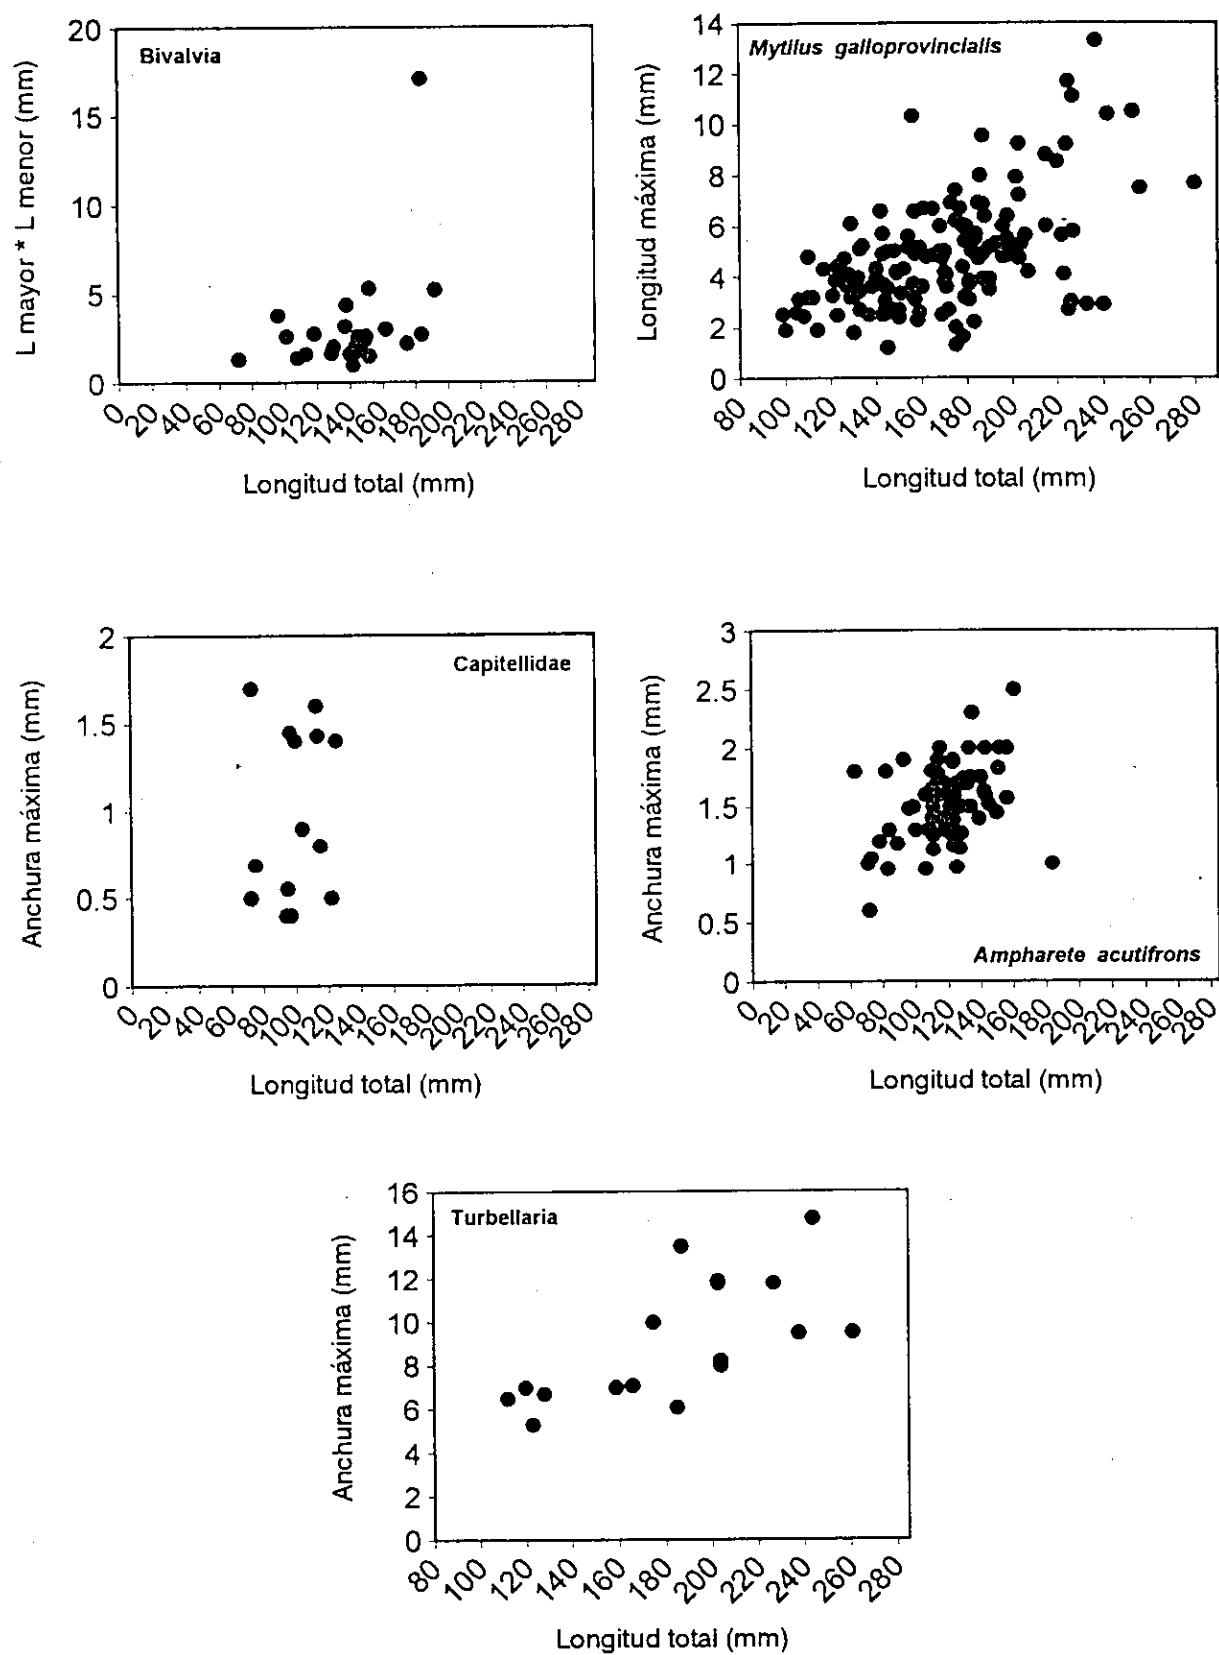 Bivalvia
L mayor * L menor (mm)
20
15
10
5
0
0 20 40 60 80 100 120 140 160 180 200 220 240 260 280
Longitud total (mm)
Mytilus galloprovincialis
Longitud máxima (mm)
14
12
10
8
6
4
2
0
80 100 120 140 160 180 200 220 240 260 280
Longitud total (mm)
Capitellidae
Anchura máxima (mm)
2
1.5
1
0.5
0
0 20 40 60 80 100 120 140 160 180 200 220 240 260 280
Longitud total (mm)
Anchura máxima (mm)
3
2.5
2
1.5
1
0.5
0
Ampharete acutifrons
0 20 40 60 80 100 120 140 160 180 200 220 240 260 280
Longitud total (mm)
Turbellaria
Anchura máxima (mm)
16
14
12
10
8
6
4
2
0
80 100 120 140 160 180 200 220 240 260 280
Longitud total (mm)